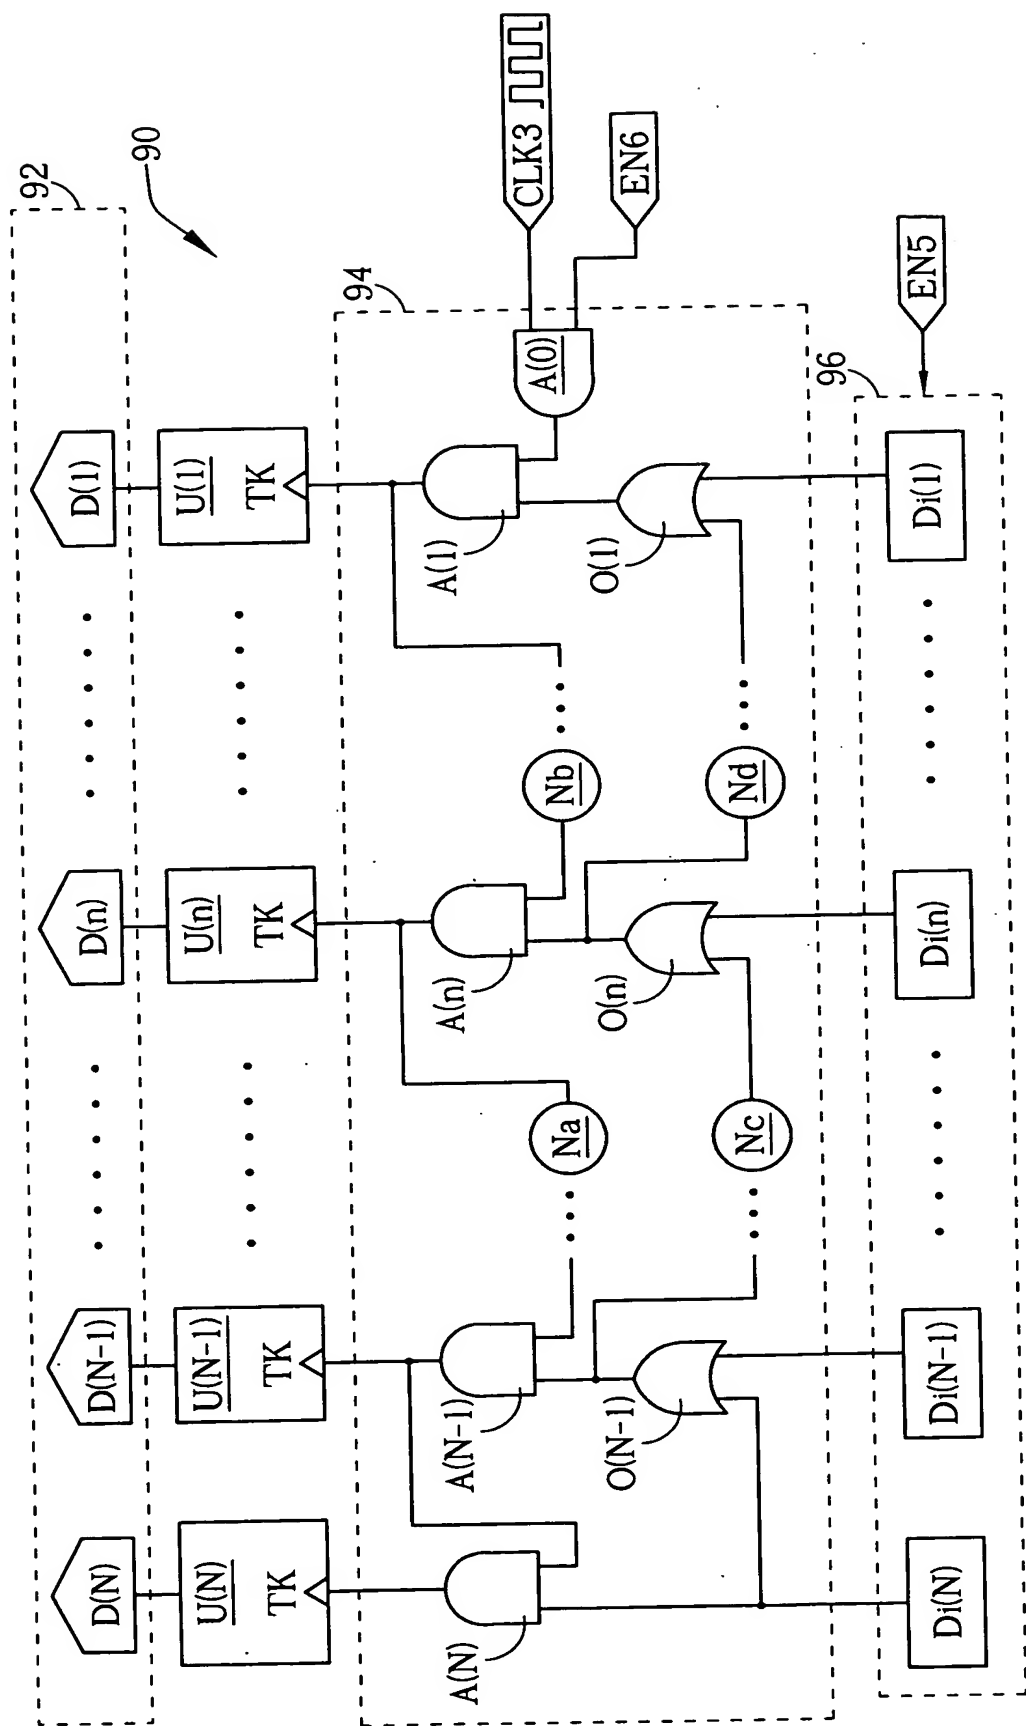 92
90
D(N)
D(N-1)
D(n)
D(1)
U(N)
U(N-1)
U(n)
U(1)
TK
TK
TK
TK
94
CLK3
EN6
A(N)
A(N-1)
A(n)
A(1)
A(0)
Na
Nb
O(N-1)
O(n)
O(1)
Nc
Nd
96
EN5
Di(N)
Di(N-1)
Di(n)
Di(1)